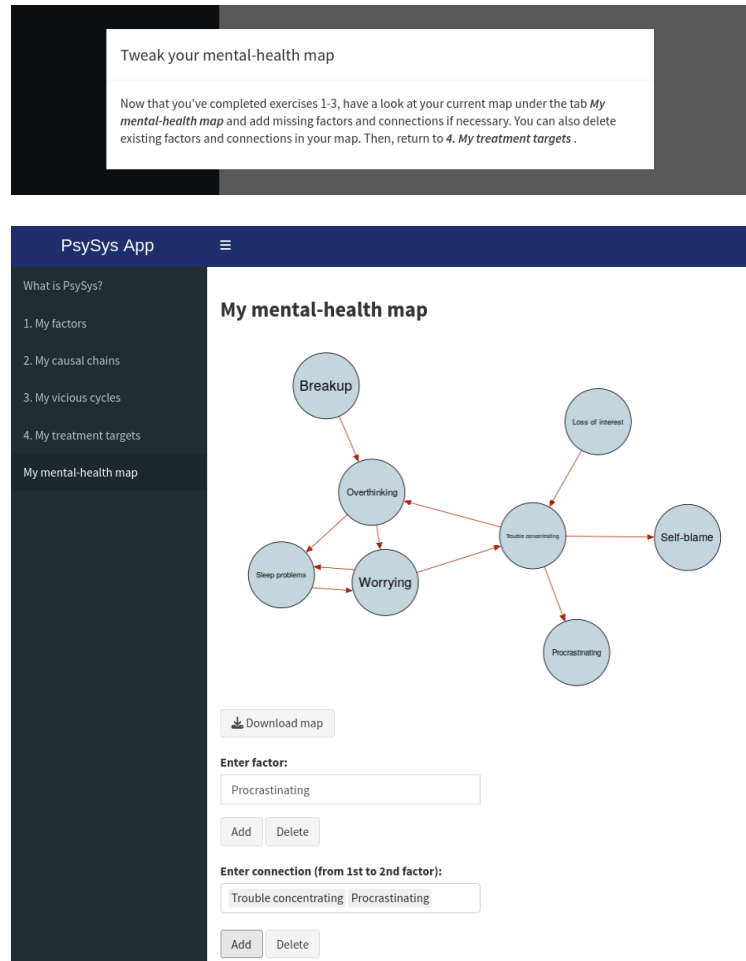 Tweak your mental-health map
Now that you've completed exercises 1-3, have a look at your current map under the tab My
mental-health map and add missing factors and connections if necessary. You can also delete
existing factors and connections in your map. Then, return to 4. My treatment targets .
PsySys App
☰
What is PsySys?
1. My factors
2. My causal chains
3. My vicious cycles
4. My treatment targets
My mental-health map
My mental-health map
Breakup
Loss of interest
Overthinking
Trouble concentrating
Self-blame
Sleep problems
Worrying
Procrastinating
Download map
Enter factor:
Procrastinating
Add Delete
Enter connection (from 1st to 2nd factor):
Trouble concentrating Procrastinating
Add Delete